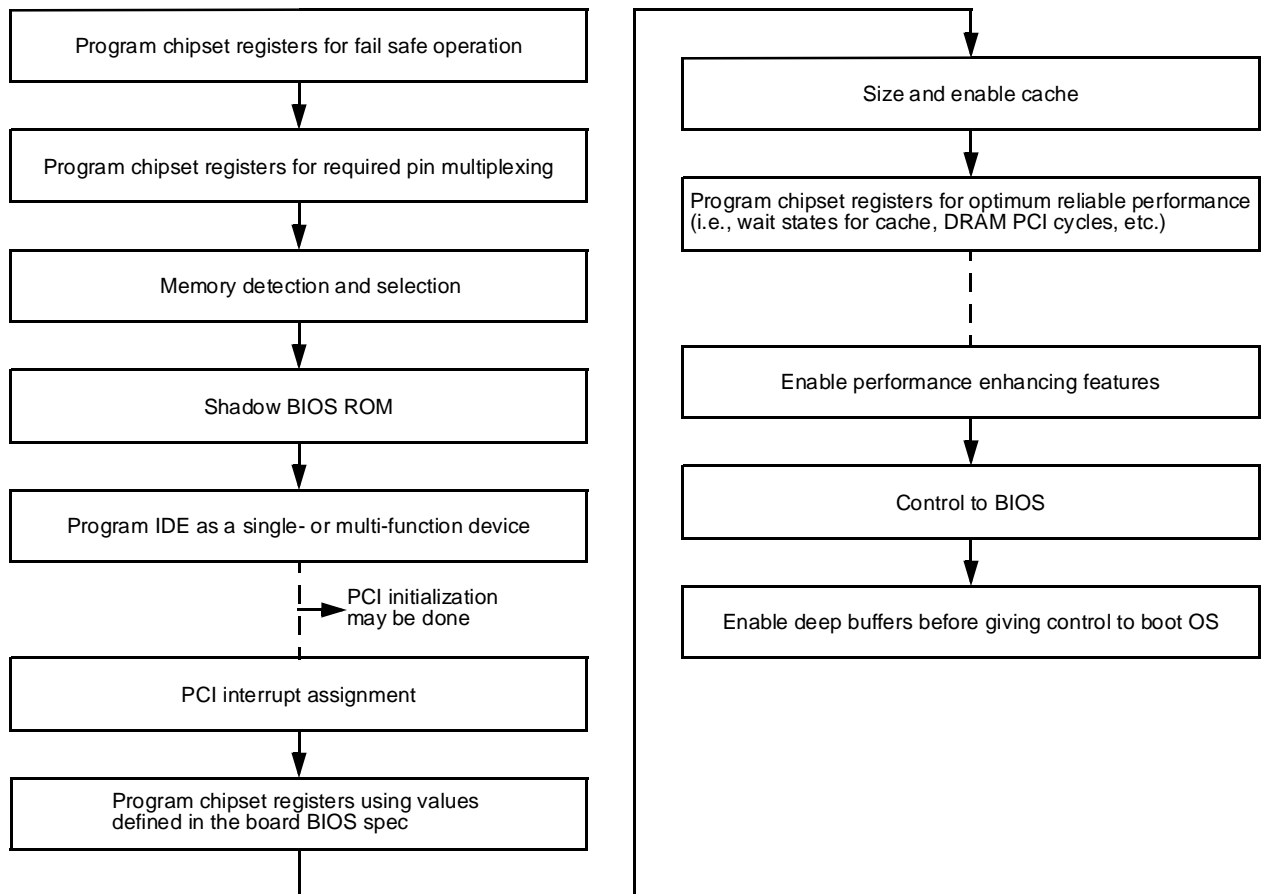 Program chipset registers for fail safe operation
Program chipset registers for required pin multiplexing
Memory detection and selection
Shadow BIOS ROM
Program IDE as a single- or multi-function device
PCI initialization
may be done
PCI interrupt assignment
Program chipset registers using values
defined in the board BIOS spec
Size and enable cache
Program chipset registers for optimum reliable performance
(i.e., wait states for cache, DRAM PCI cycles, etc.)
Enable performance enhancing features
Control to BIOS
Enable deep buffers before giving control to boot OS